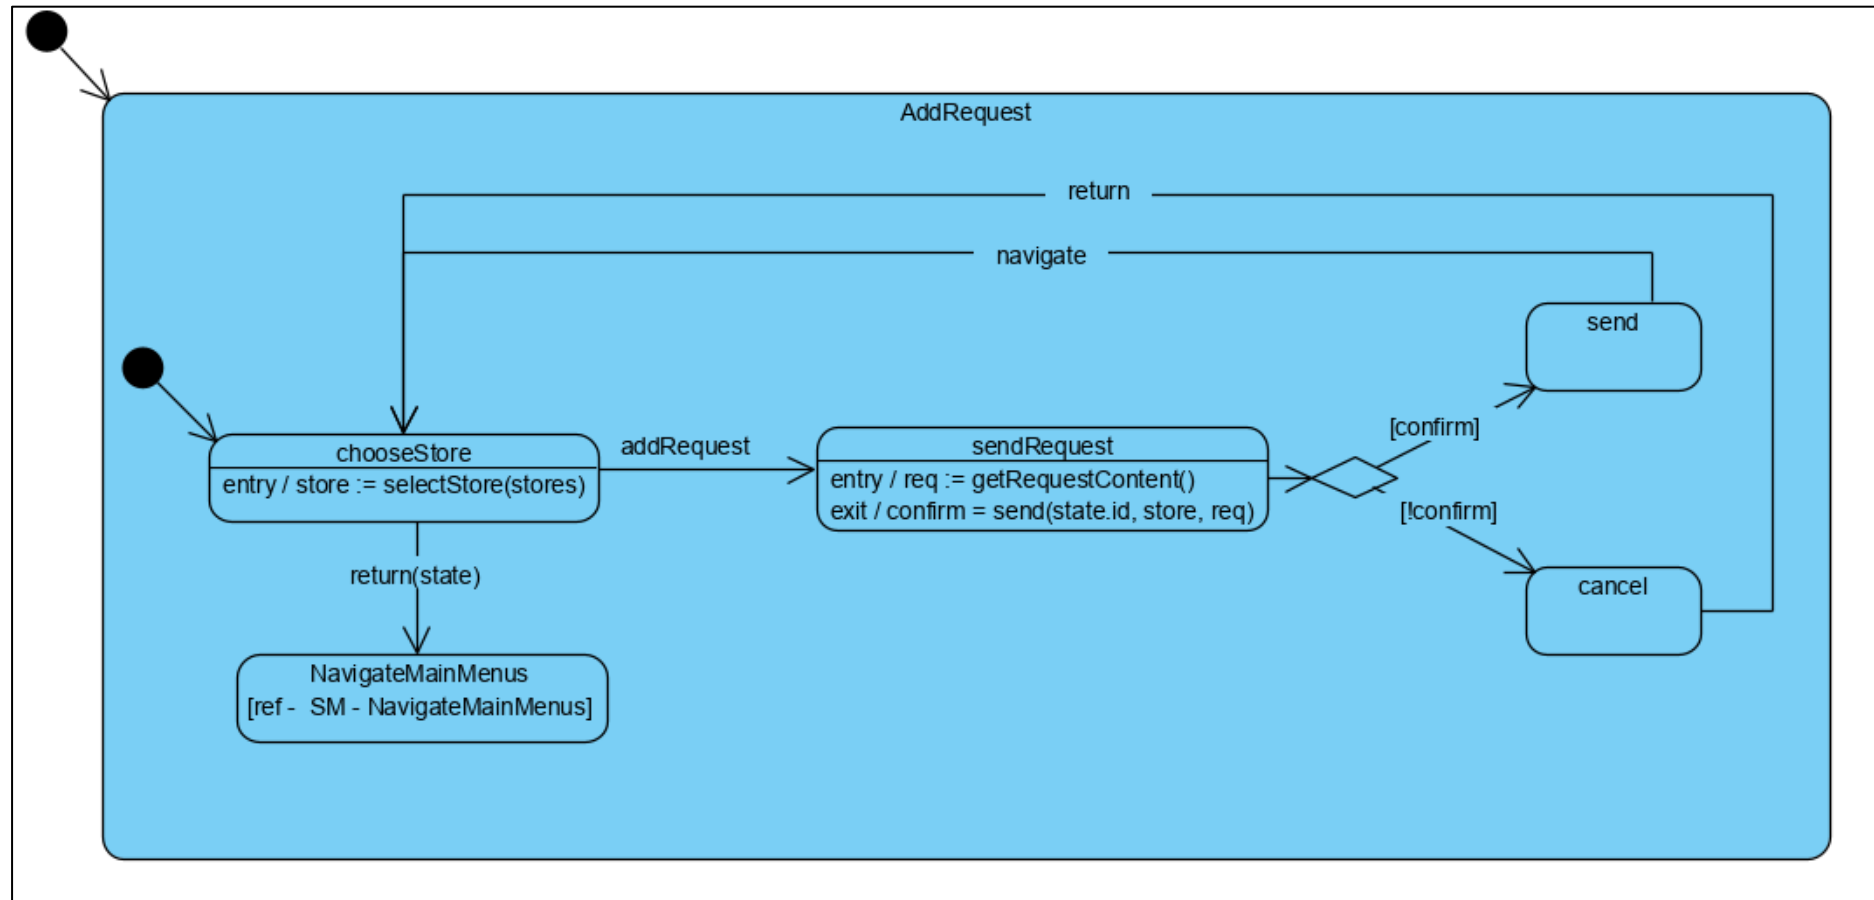 AddRequest
return
navigate
send
chooseStore
entry / store := selectStore(stores)
addRequest
sendRequest
entry / req := getRequestContent()
exit / confirm = send(state.id, store, req)
[confirm]
[!confirm]
return(state)
cancel
NavigateMainMenus
[ref -  SM - NavigateMainMenus]